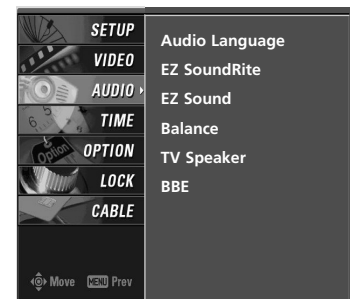 SETUP
VIDEO
AUDIO
TIME
OPTION
LOCK
CABLE
Move MENU Prev
Audio Language
EZ SoundRite
EZ Sound
Balance
TV Speaker
BBE